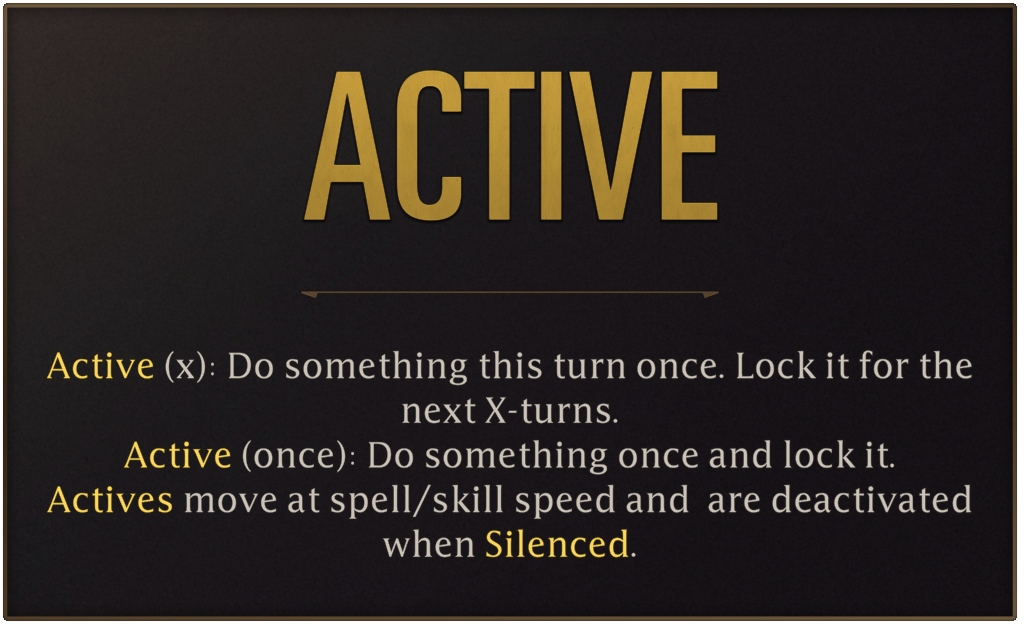 ACTIVE
Active (x): Do something this turn once. Lock it for the
next X-turns.
Active (once): Do something once and lock it.
Actives move at spell/skill speed and  are deactivated
when Silenced.